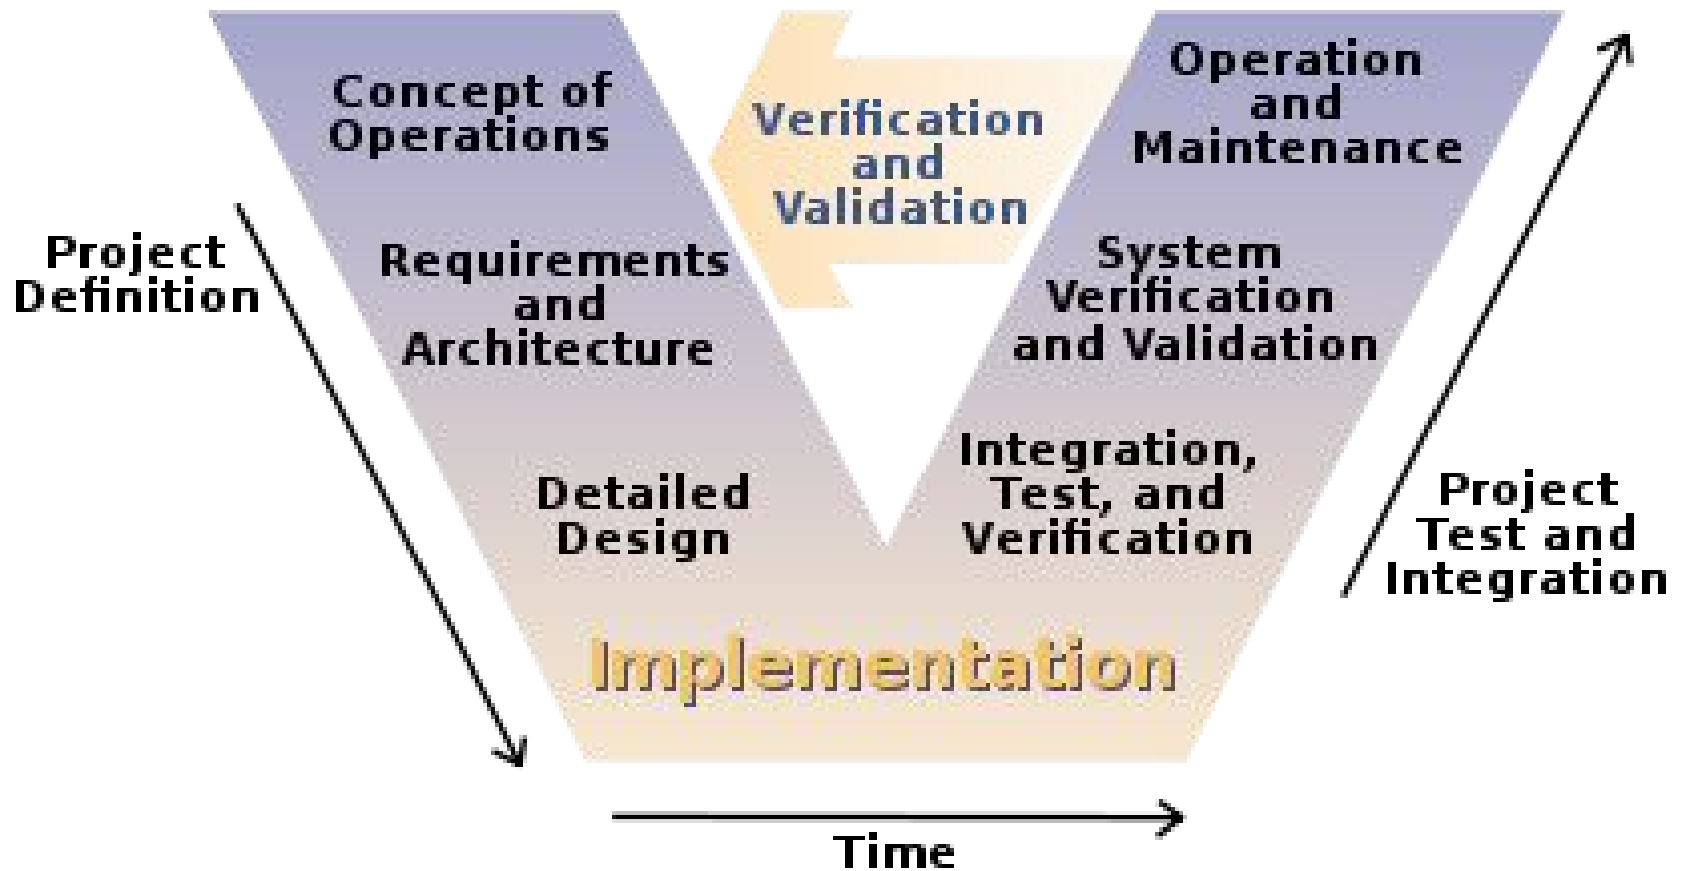 Concept of
Operations
Requirements
and
Architecture
Detailed
Design
Project
Definition
Implementation
Verification
and
Validation
Operation
and
Maintenance
System
Verification
and Validation
Integration,
Test, and
Verification
Project
Test and
Integration
Time